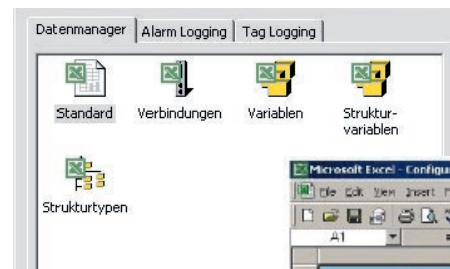 Datenmanager Alarm Logging Tag Logging
Standard Verbindungen Variablen Struktur-
variablen
Strukturtypen
Microsoft Excel - Configu
File Edit View Insert
A1